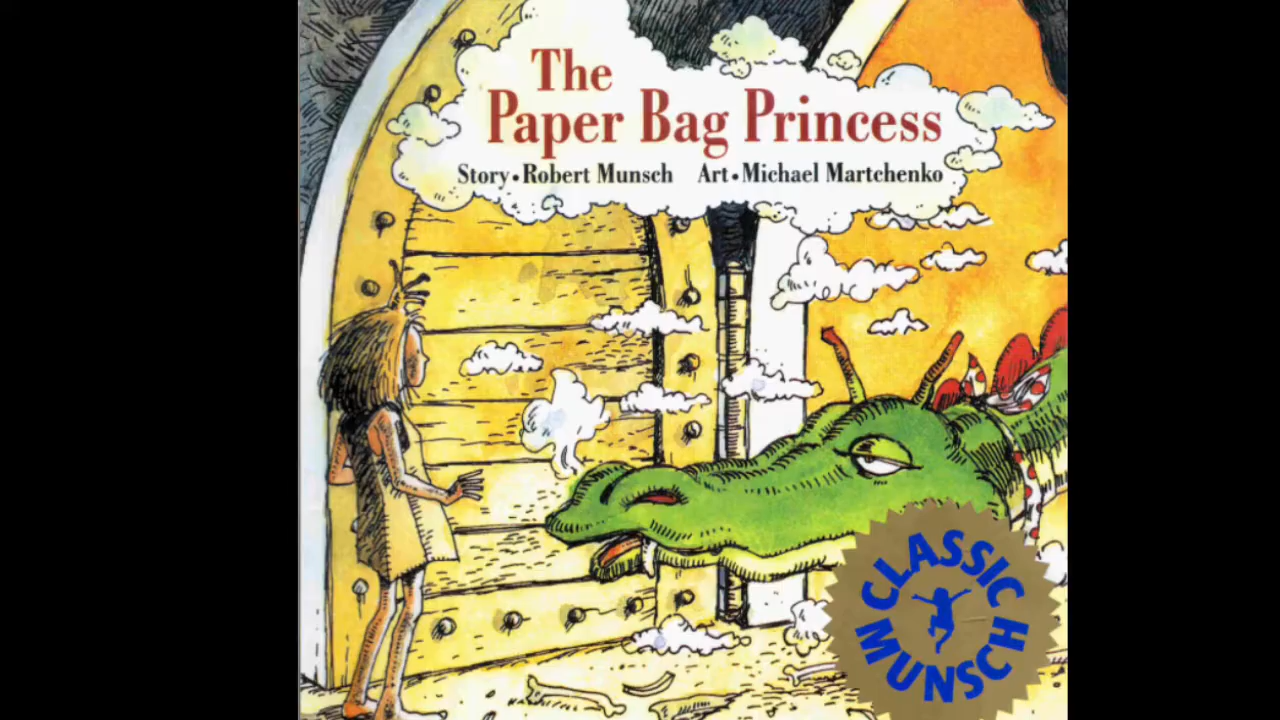 The
Paper Bag Princess
Story • Robert Munsch Art • Michael Martchenko
CLASSIC
MUNSCH